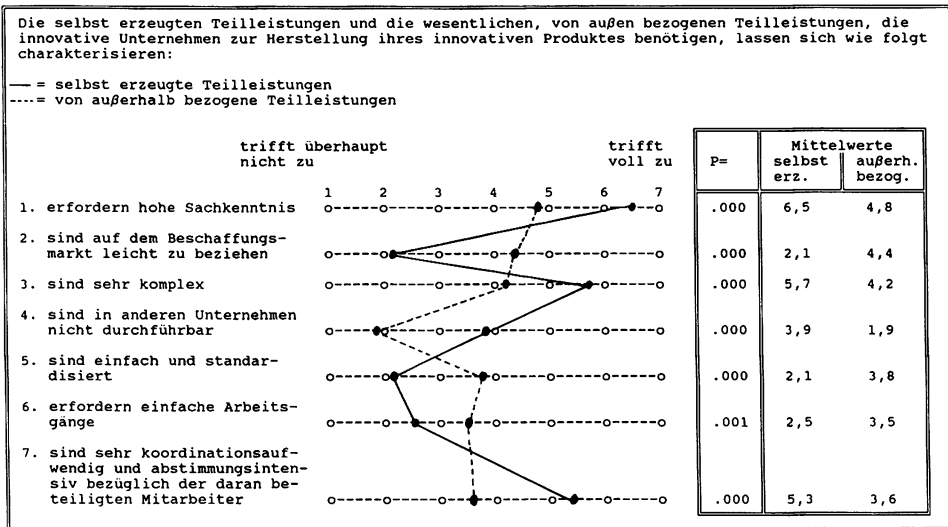 Die selbst erzeugten Teilleistungen und die wesentlichen, von außen bezogenen Teilleistungen, die
innovative Unternehmen zur Herstellung ihres innovativen Produktes benötigen, lassen sich wie folgt
charakterisieren:
—— = selbst erzeugte Teilleistungen
----= von außerhalb bezogene Teilleistungen
trifft überhaupt nicht zu
trifft voll zu
P=
Mittelwerte
selbst erz.
außerh. bezog.
1 2 3 4 5 6 7
1. erfordern hohe Sachkenntnis .000 6,5 4,8
2. sind auf dem Beschaffungs-
markt leicht zu beziehen .000 2,1 4,4
3. sind sehr komplex .000 5,7 4,2
4. sind in anderen Unternehmen
nicht durchführbar .000 3,9 1,9
5. sind einfach und standar-
disiert .000 2,1 3,8
6. erfordern einfache Arbeits-
gänge .001 2,5 3,5
7. sind sehr koordinationsauf-
wendig und abstimmungsinten-
siv bezüglich der daran be-
teiligten Mitarbeiter .000 5,3 3,6